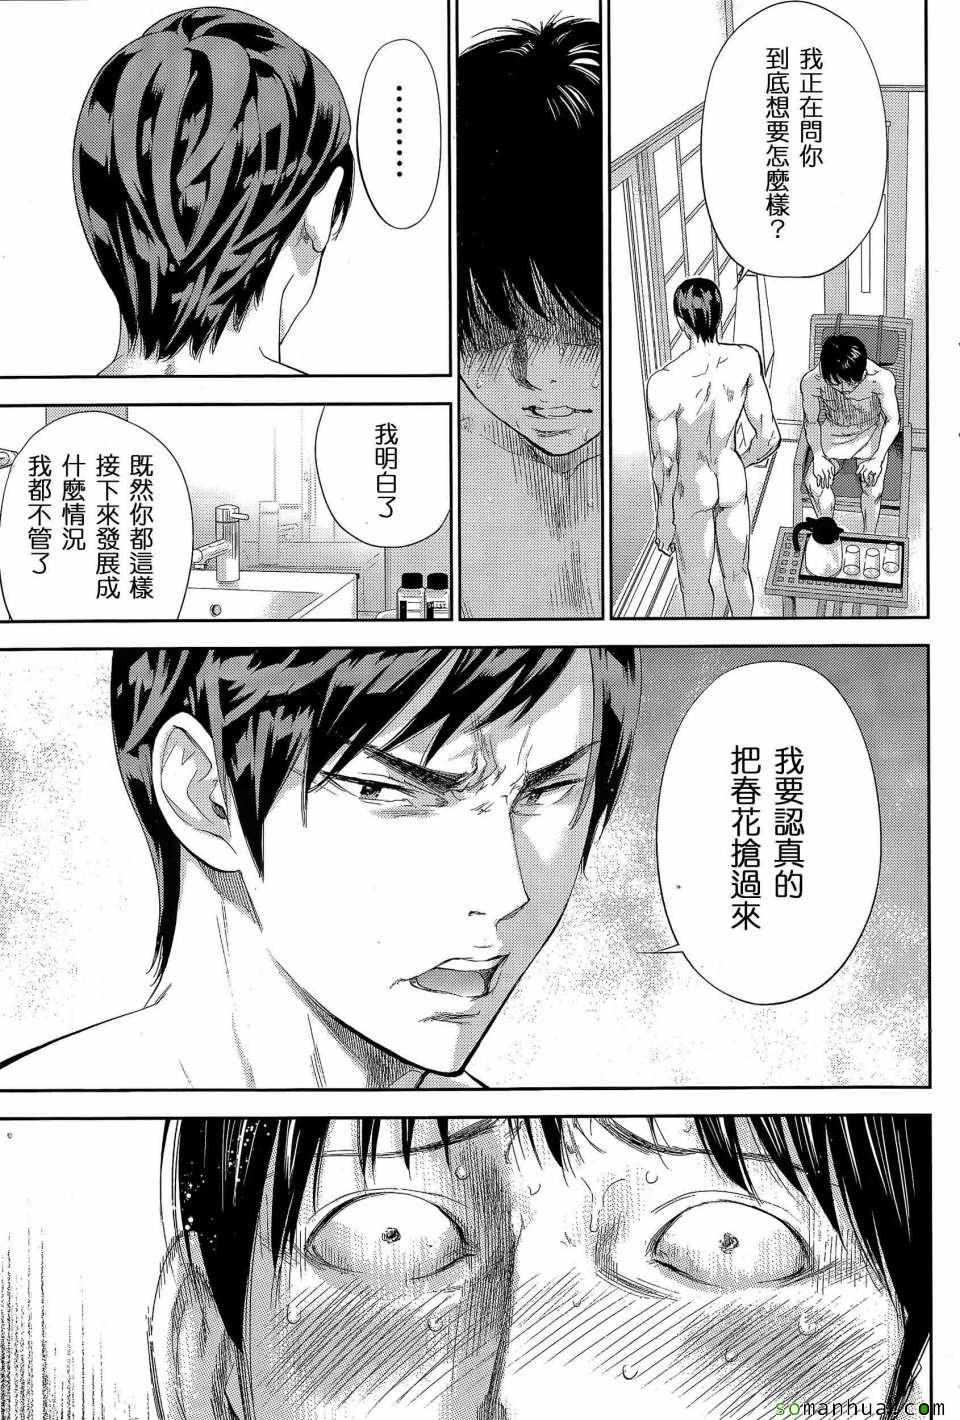 我正在問你
到底想要怎麼樣？
………
我明白了
既然你都這樣
接下來發展成
什麼情況
我都不管了
我要認真的
把春花搶過來
somanhua.com